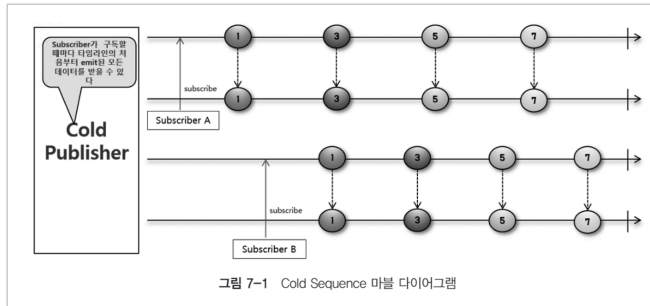 Subscriber가 구독할
때마다 타임라인의 처
음부터 emit된 모든
데이터를 받을 수 있
다
Cold
Publisher
1 3 5 7
subscribe
1 3 5 7
Subscriber A
1 3 5 7
subscribe
1 3 5 7
Subscriber B
그림 7-1 Cold Sequence 마블 다이어그램